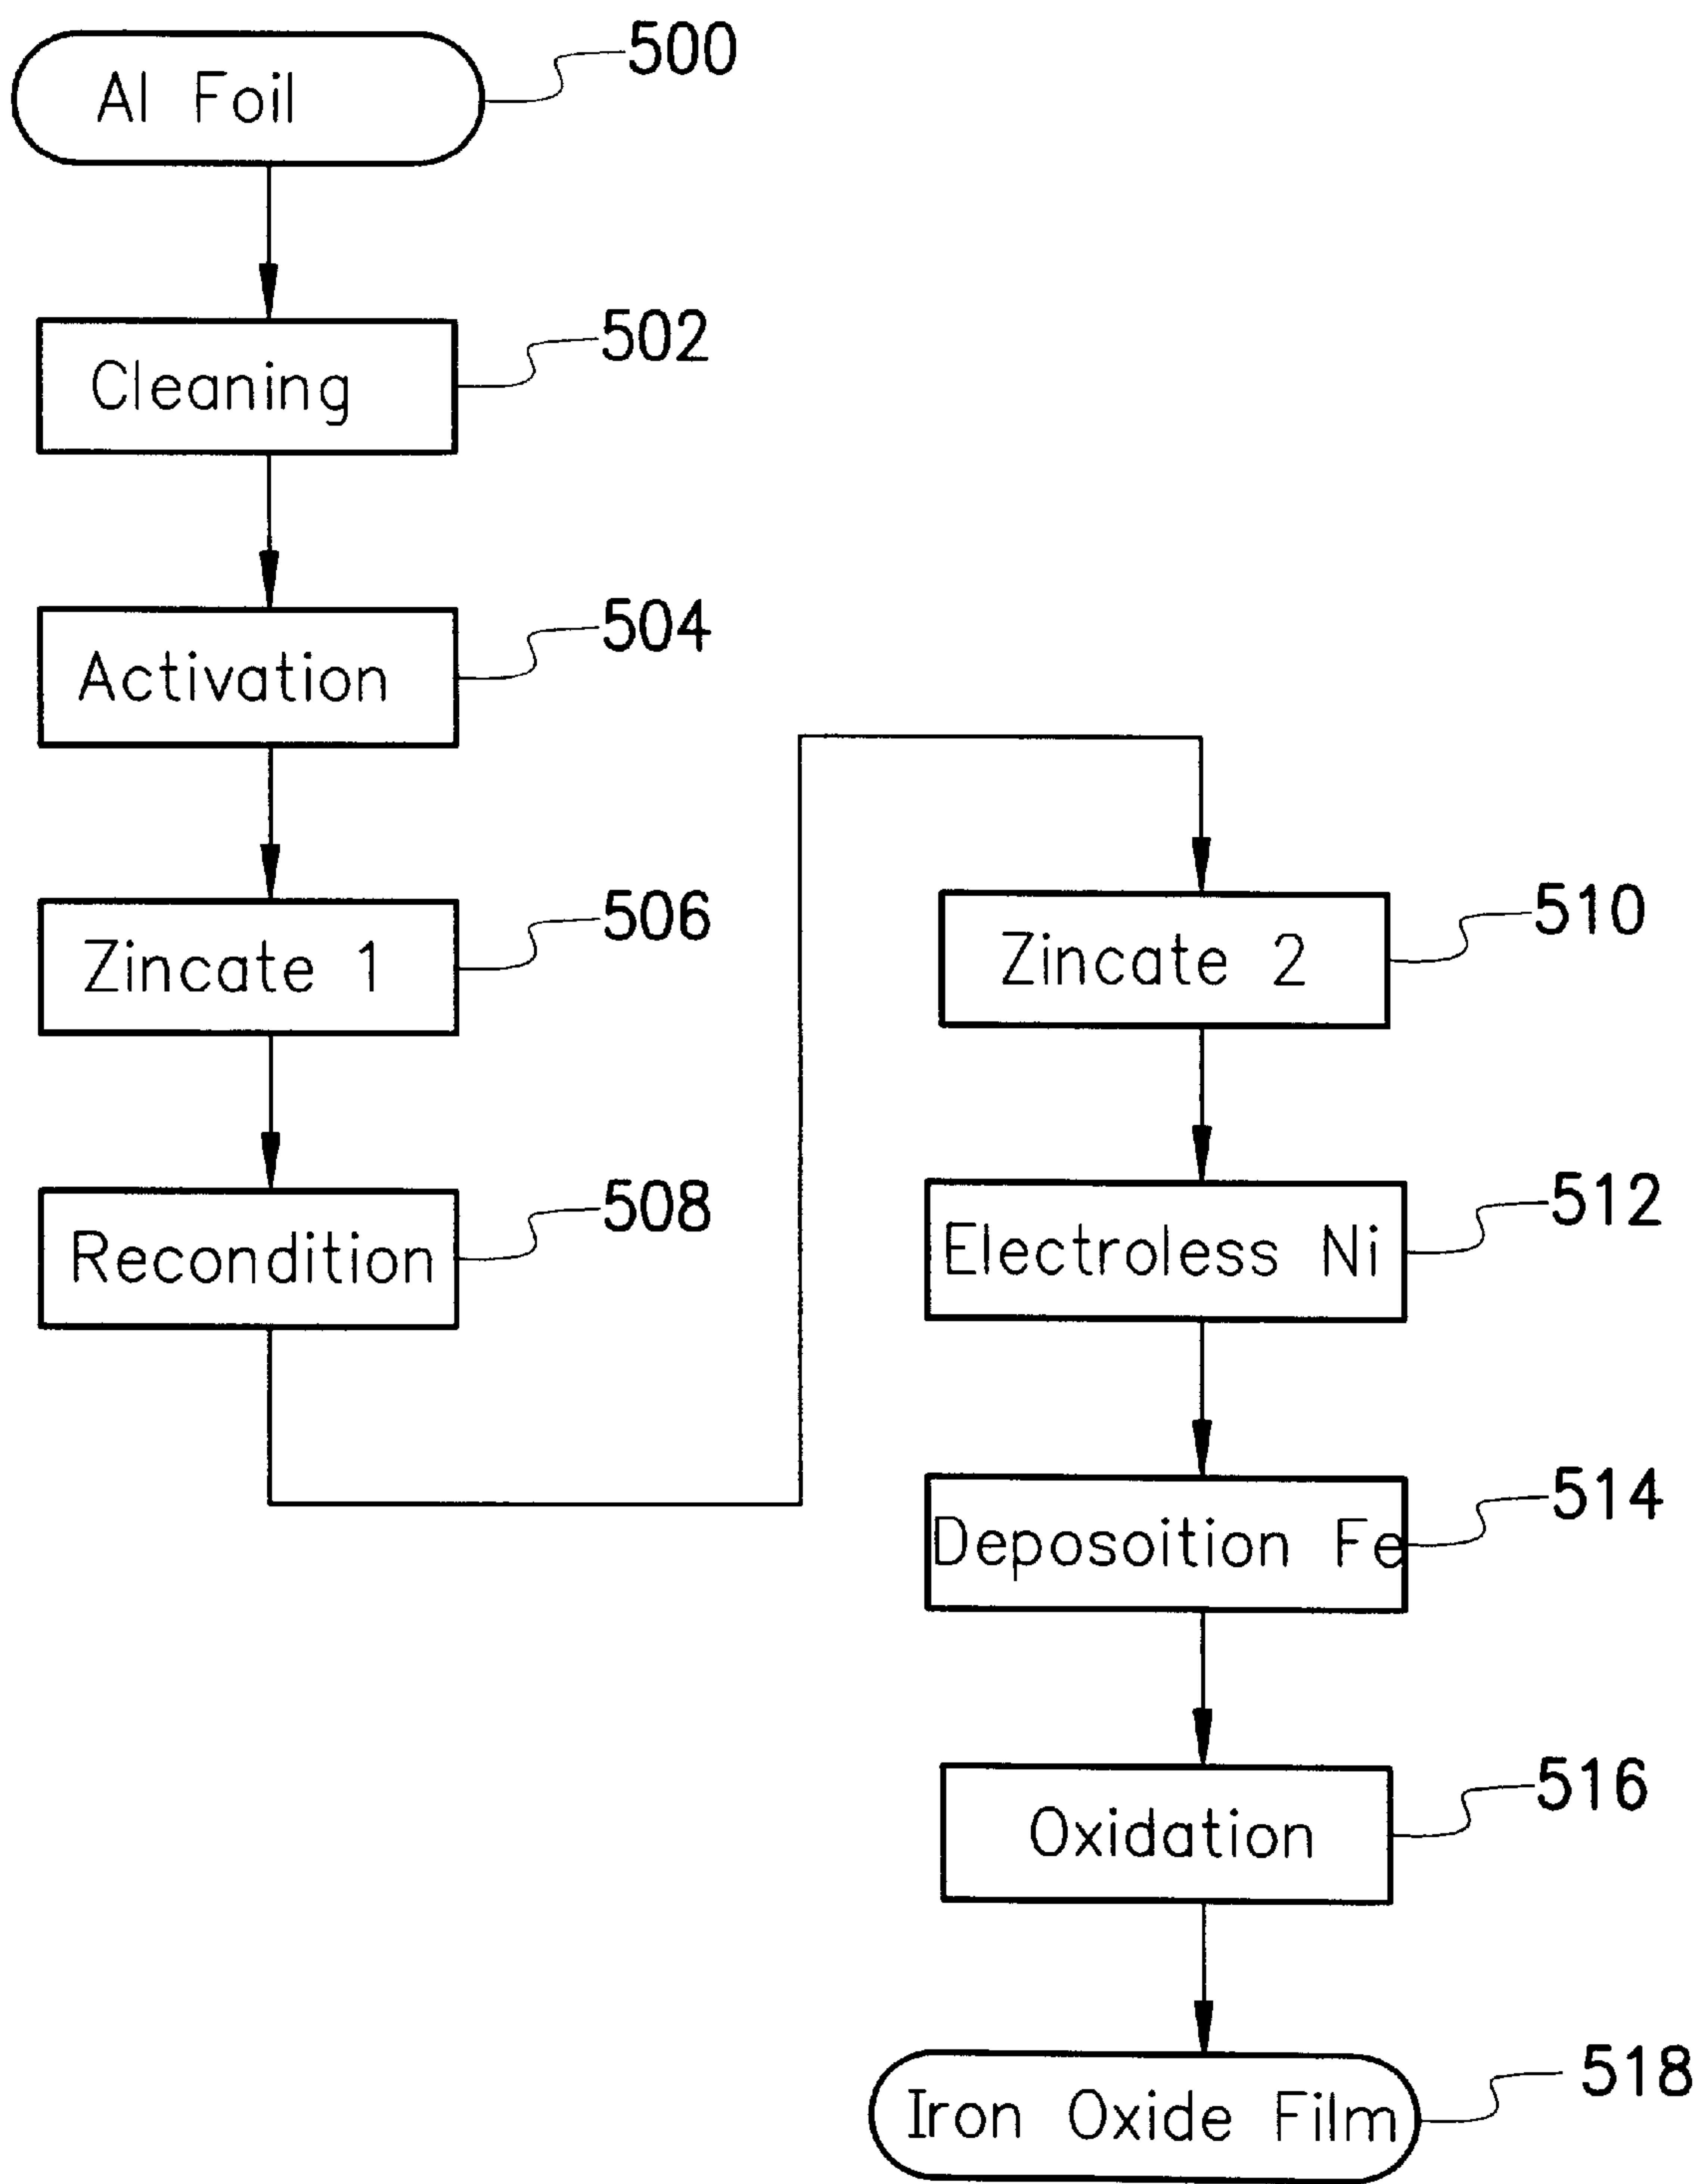 Al Foil
500
Cleaning
502
Activation
504
Zincate 1
506
Recondition
508
Zincate 2
510
Electroless Ni
512
Deposoition Fe
514
Oxidation
516
Iron Oxide Film
518